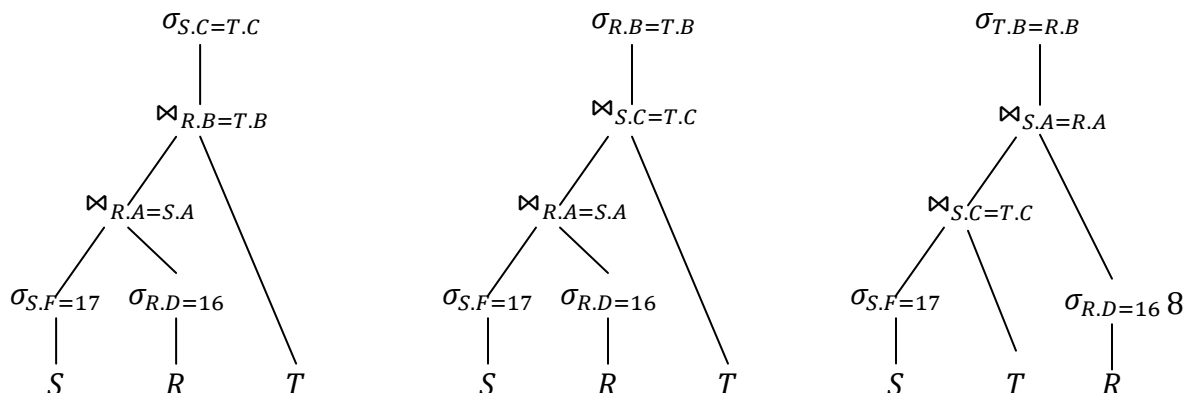 σ_{S.C=T.C} σ_{R.B=T.B} σ_{T.B=R.B}
⋈_{R.B=T.B} ⋈_{S.C=T.C} ⋈_{S.A=R.A}
⋈_{R.A=S.A} ⋈_{R.A=S.A} ⋈_{S.C=T.C}
σ_{S.F=17} σ_{R.D=16} σ_{S.F=17} σ_{R.D=16} σ_{S.F=17} σ_{R.D=16} 8
S R T S R T S T R